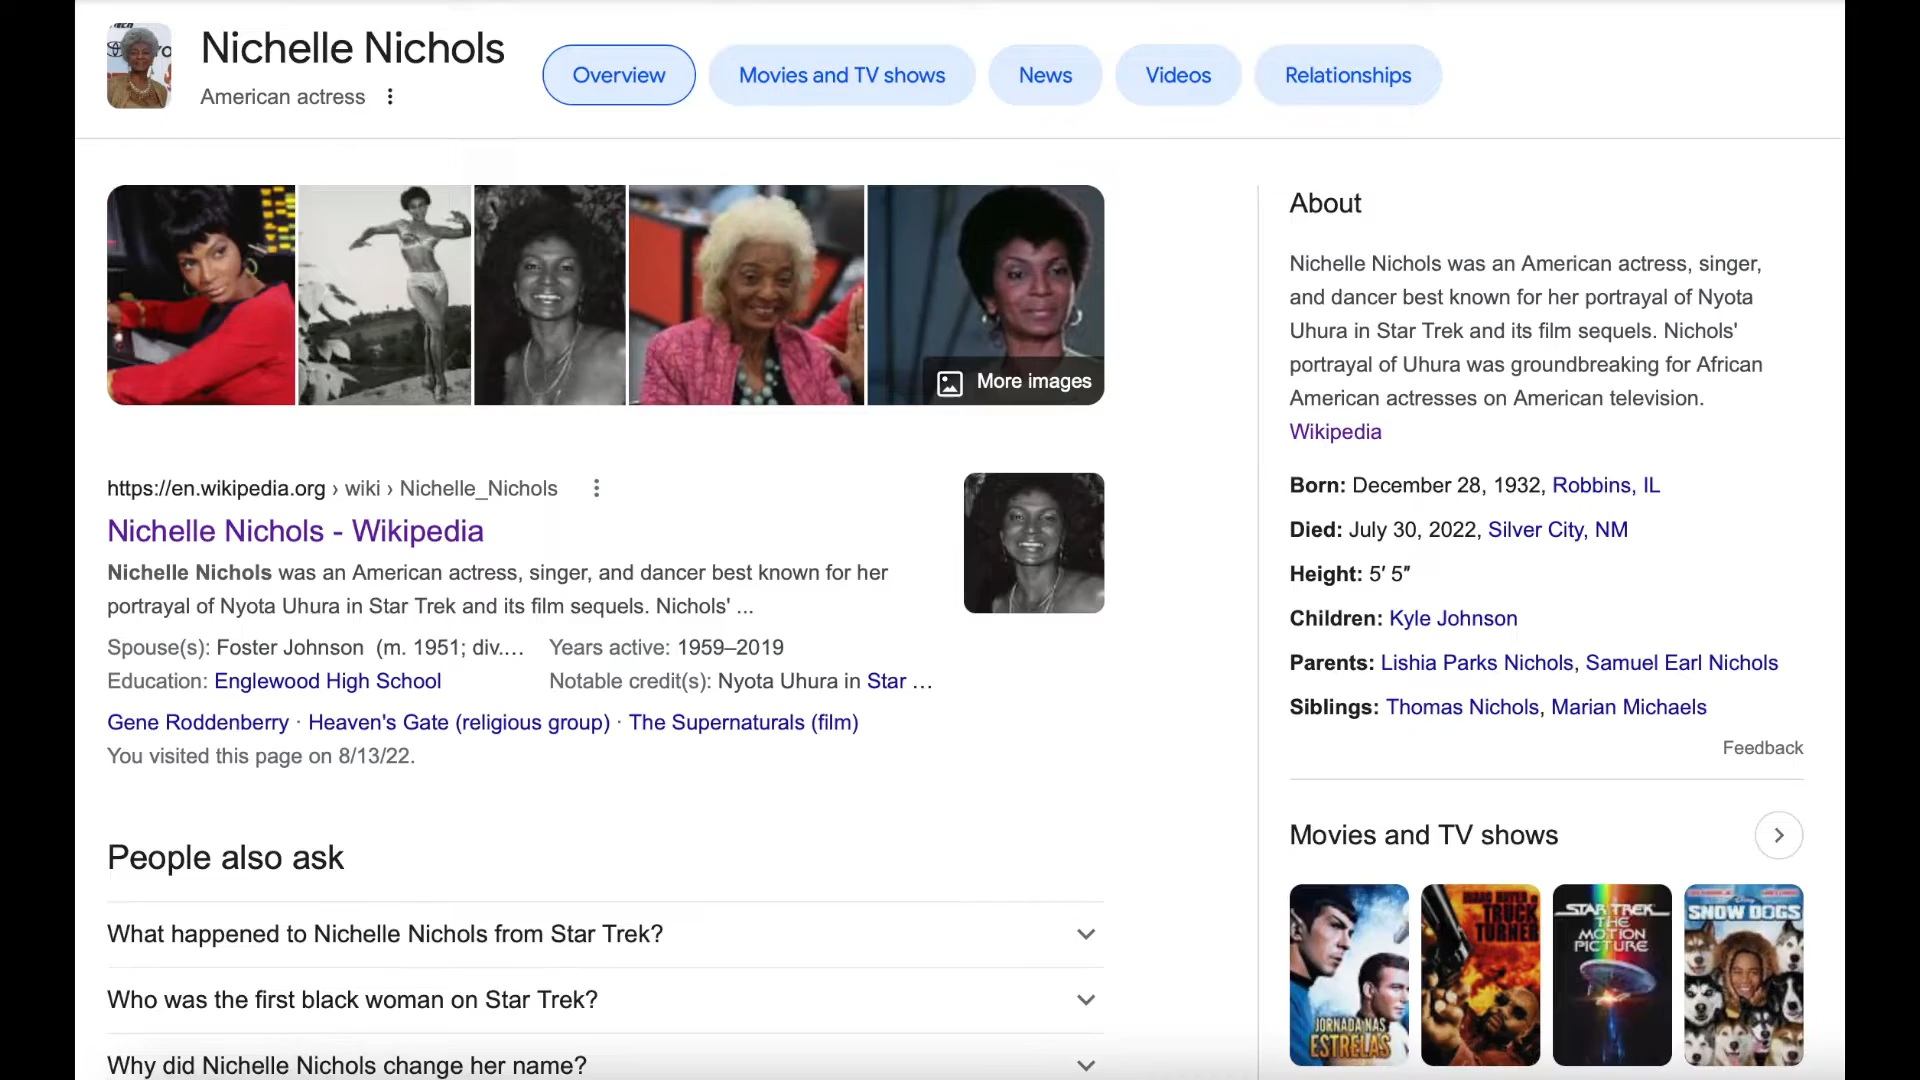 Nichelle Nichols
American actress
Overview
Movies and TV shows
News
Videos
Relationships
More images
https://en.wikipedia.org › wiki › Nichelle_Nichols
Nichelle Nichols - Wikipedia
Nichelle Nichols was an American actress, singer, and dancer best known for her
portrayal of Nyota Uhura in Star Trek and its film sequels. Nichols' ...
Spouse(s): Foster Johnson (m. 1951; div....
Years active: 1959–2019
Education: Englewood High School
Notable credit(s): Nyota Uhura in Star ...
Gene Roddenberry · Heaven's Gate (religious group) · The Supernaturals (film)
You visited this page on 8/13/22.
People also ask
What happened to Nichelle Nichols from Star Trek?
Who was the first black woman on Star Trek?
Why did Nichelle Nichols change her name?
About
Nichelle Nichols was an American actress, singer,
and dancer best known for her portrayal of Nyota
Uhura in Star Trek and its film sequels. Nichols'
portrayal of Uhura was groundbreaking for African
American actresses on American television.
Wikipedia
Born: December 28, 1932, Robbins, IL
Died: July 30, 2022, Silver City, NM
Height: 5′ 5″
Children: Kyle Johnson
Parents: Lishia Parks Nichols, Samuel Earl Nichols
Siblings: Thomas Nichols, Marian Michaels
Feedback
Movies and TV shows
JORNADA NAS
ESTRELAS
ISAAC HAYES IS
TRUCK
TURNER
STAR TREK
THE
MOTION
PICTURE
SNOW DOGS